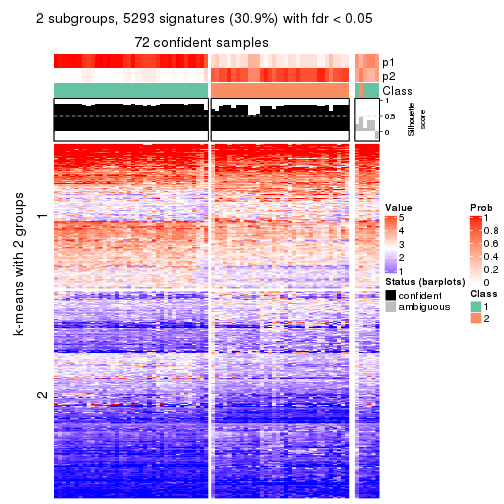 2 subgroups, 5293 signatures (30.9%) with fdr < 0.05
72 confident samples
p1
p2
Class
1
0.5
0
Silhouette
score
k-means with 2 groups
1
2
Value
5
4
3
2
1
Status (barplots)
confident
ambiguous
Prob
1
0.8
0.6
0.4
0.2
0
Class
1
2